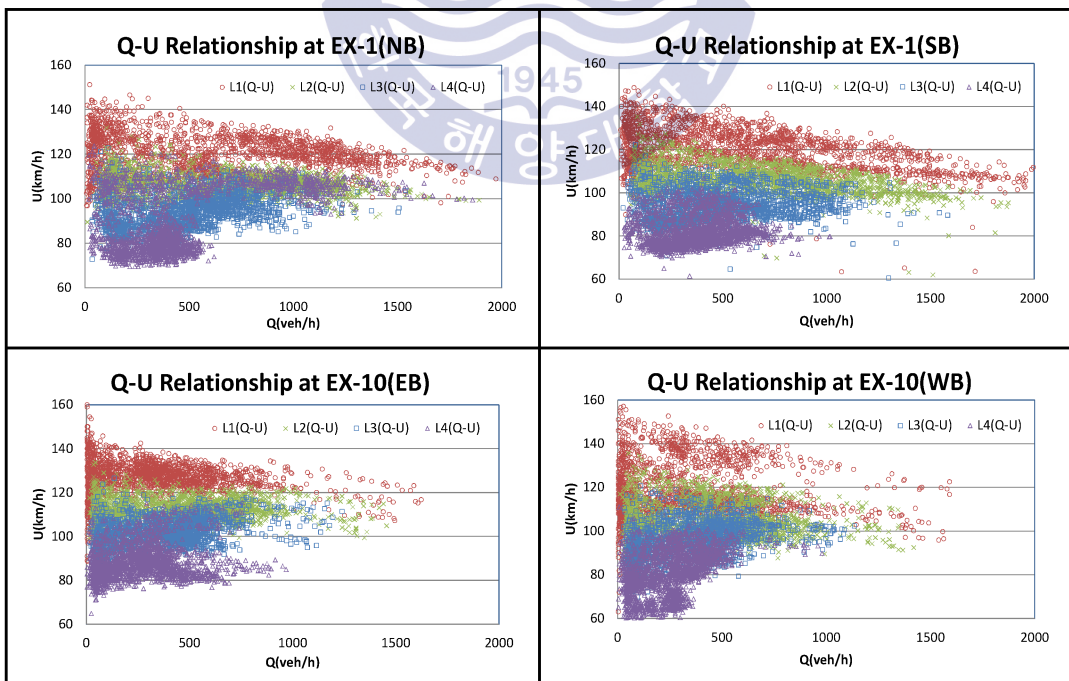 Q-U Relationship at EX-1(NB)
L1(Q-U) L2(Q-U) L3(Q-U) L4(Q-U)
U(km/h)
160
140
120
100
80
60
0 500 1000 1500 2000
Q(veh/h)
Q-U Relationship at EX-1(SB)
L1(Q-U) L2(Q-U) L3(Q-U) L4(Q-U)
U(km/h)
160
140
120
100
80
60
0 500 1000 1500 2000
Q(veh/h)
Q-U Relationship at EX-10(EB)
L1(Q-U) L2(Q-U) L3(Q-U) L4(Q-U)
U(km/h)
160
140
120
100
80
60
0 500 1000 1500 2000
Q(veh/h)
Q-U Relationship at EX-10(WB)
L1(Q-U) L2(Q-U) L3(Q-U) L4(Q-U)
U(km/h)
160
140
120
100
80
60
0 500 1000 1500 2000
Q(veh/h)
1945
해양대